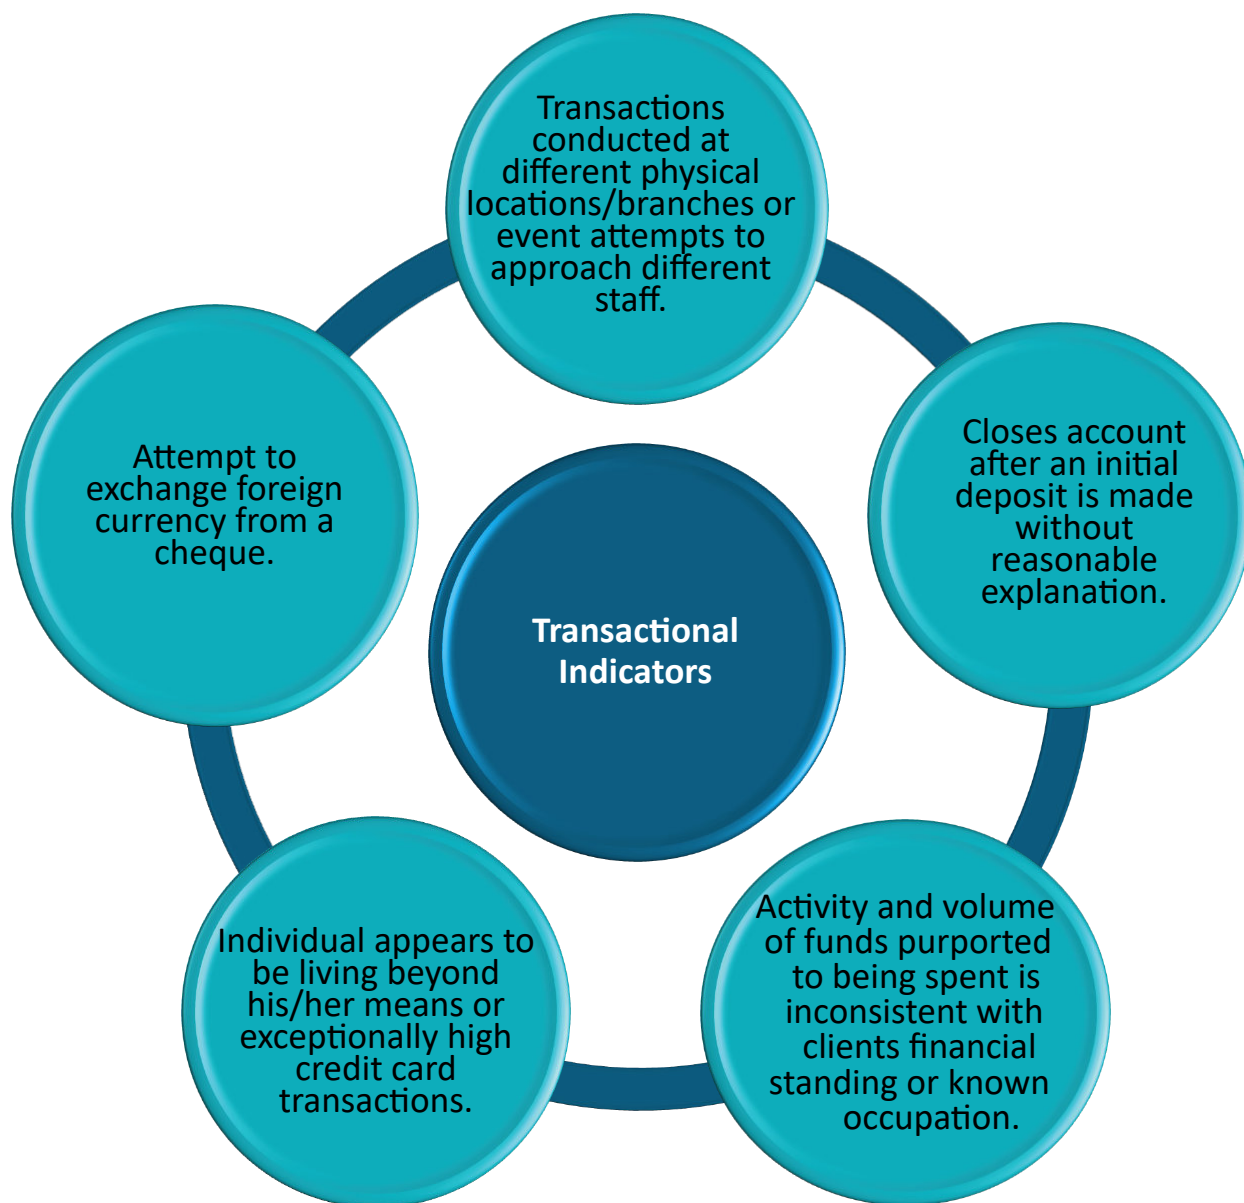 Transactions
conducted at
different physical
locations/branches or
event attempts to
approach different
staff.
Closes account
after an initial
deposit is made
without
reasonable
explanation.
Activity and volume
of funds purported
to being spent is
inconsistent with
clients financial
standing or known
occupation.
Individual appears to
be living beyond
his/her means or
exceptionally high
credit card
transactions.
Attempt to
exchange foreign
currency from a
cheque.
Transactional
Indicators